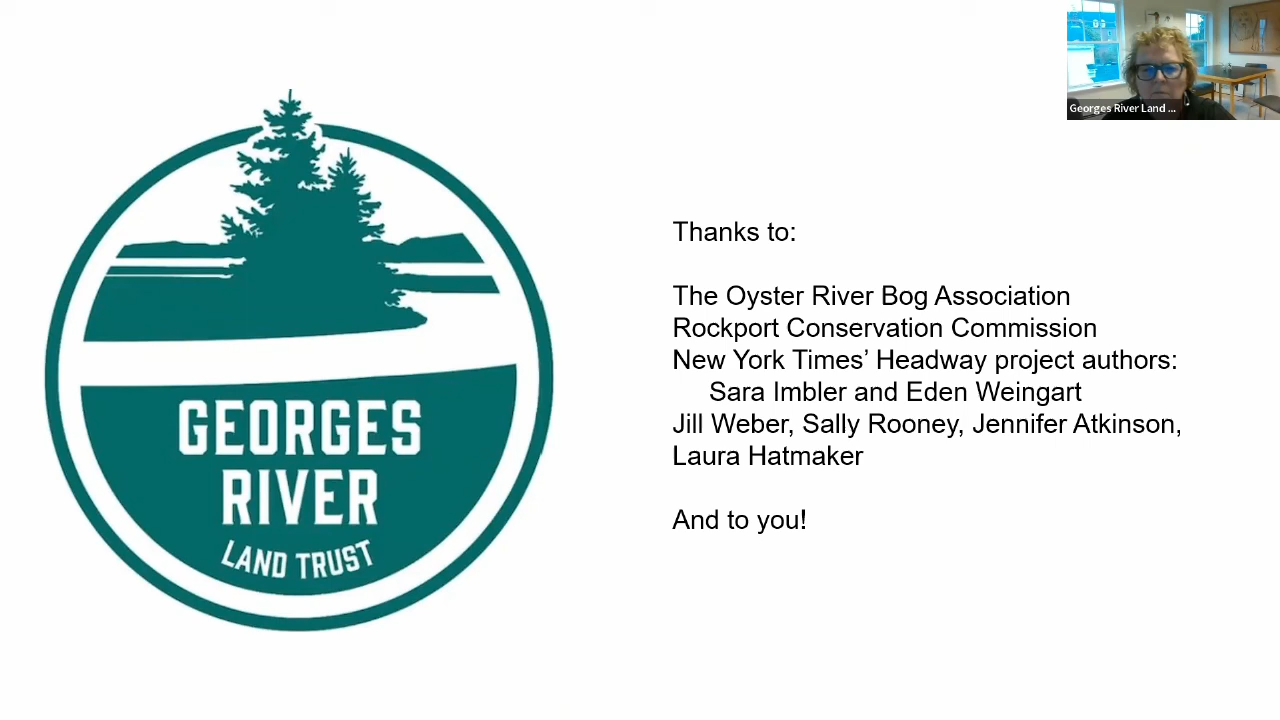 Georges River Land ...
GEORGES
RIVER
LAND TRUST
Thanks to:
The Oyster River Bog Association
Rockport Conservation Commission
New York Times’ Headway project authors:
Sara Imbler and Eden Weingart
Jill Weber, Sally Rooney, Jennifer Atkinson,
Laura Hatmaker
And to you!